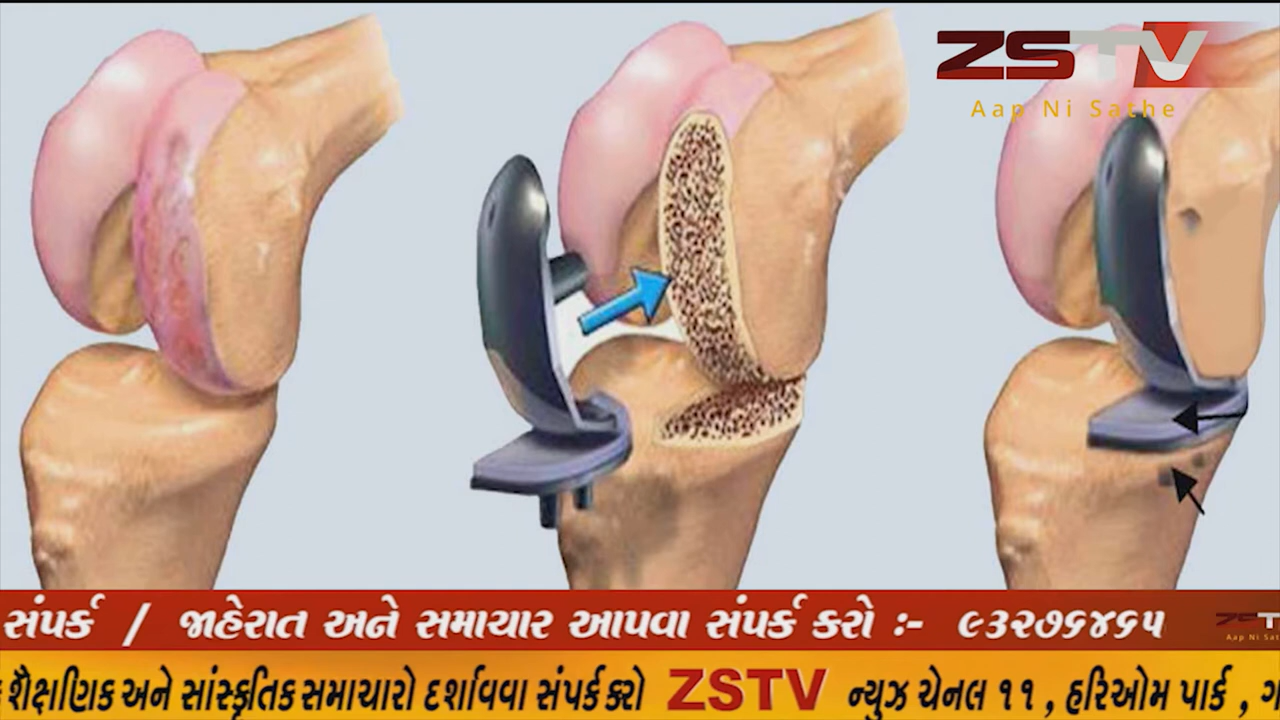 ZSTV
Aap Ni Sathe
સંપર્ક / જાહેરાત અને સમાચાર આપવા સંપર્ક કરો :- ૯૩૨૭૬૪૬૫
શૈક્ષણિક અને સાંસ્કૃતિક સમાચારો દર્શાવવા સંપર્ક કરો ZSTV ન્યુઝ ચેનલ ૧૧ , હરિઓમ પાર્ક ,